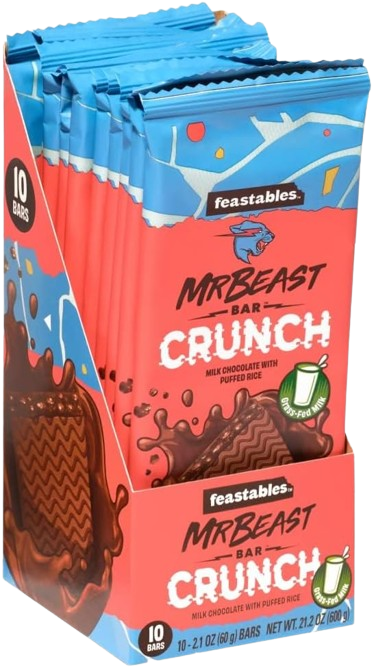 10
BARS
feastables™
MRBEAST
BAR
CRUNCH
MILK CHOCOLATE WITH
PUFFED RICE
Grass-Fed Milk
feastables™
MRBEAST
BAR
CRUNCH
Grass-Fed Milk
MILK CHOCOLATE WITH PUFFED RICE
10
BARS
10 - 2.1 OZ (60 g) BARS NET WT. 21.2 OZ (600 g)